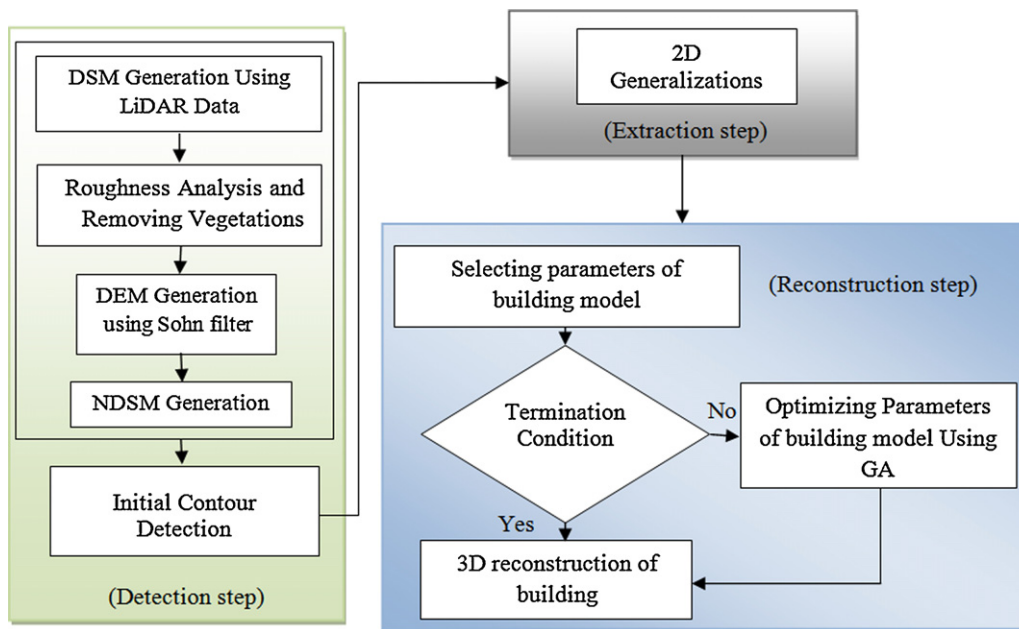 DSM Generation Using
LiDAR Data
Roughness Analysis and
Removing Vegetations
DEM Generation
using Sohn filter
NDSM Generation
Initial Contour
Detection
(Detection step)
2D
Generalizations
(Extraction step)
Selecting parameters of
building model
(Reconstruction step)
Termination
Condition
No
Optimizing Parameters
of building model Using
GA
Yes
3D reconstruction of
building